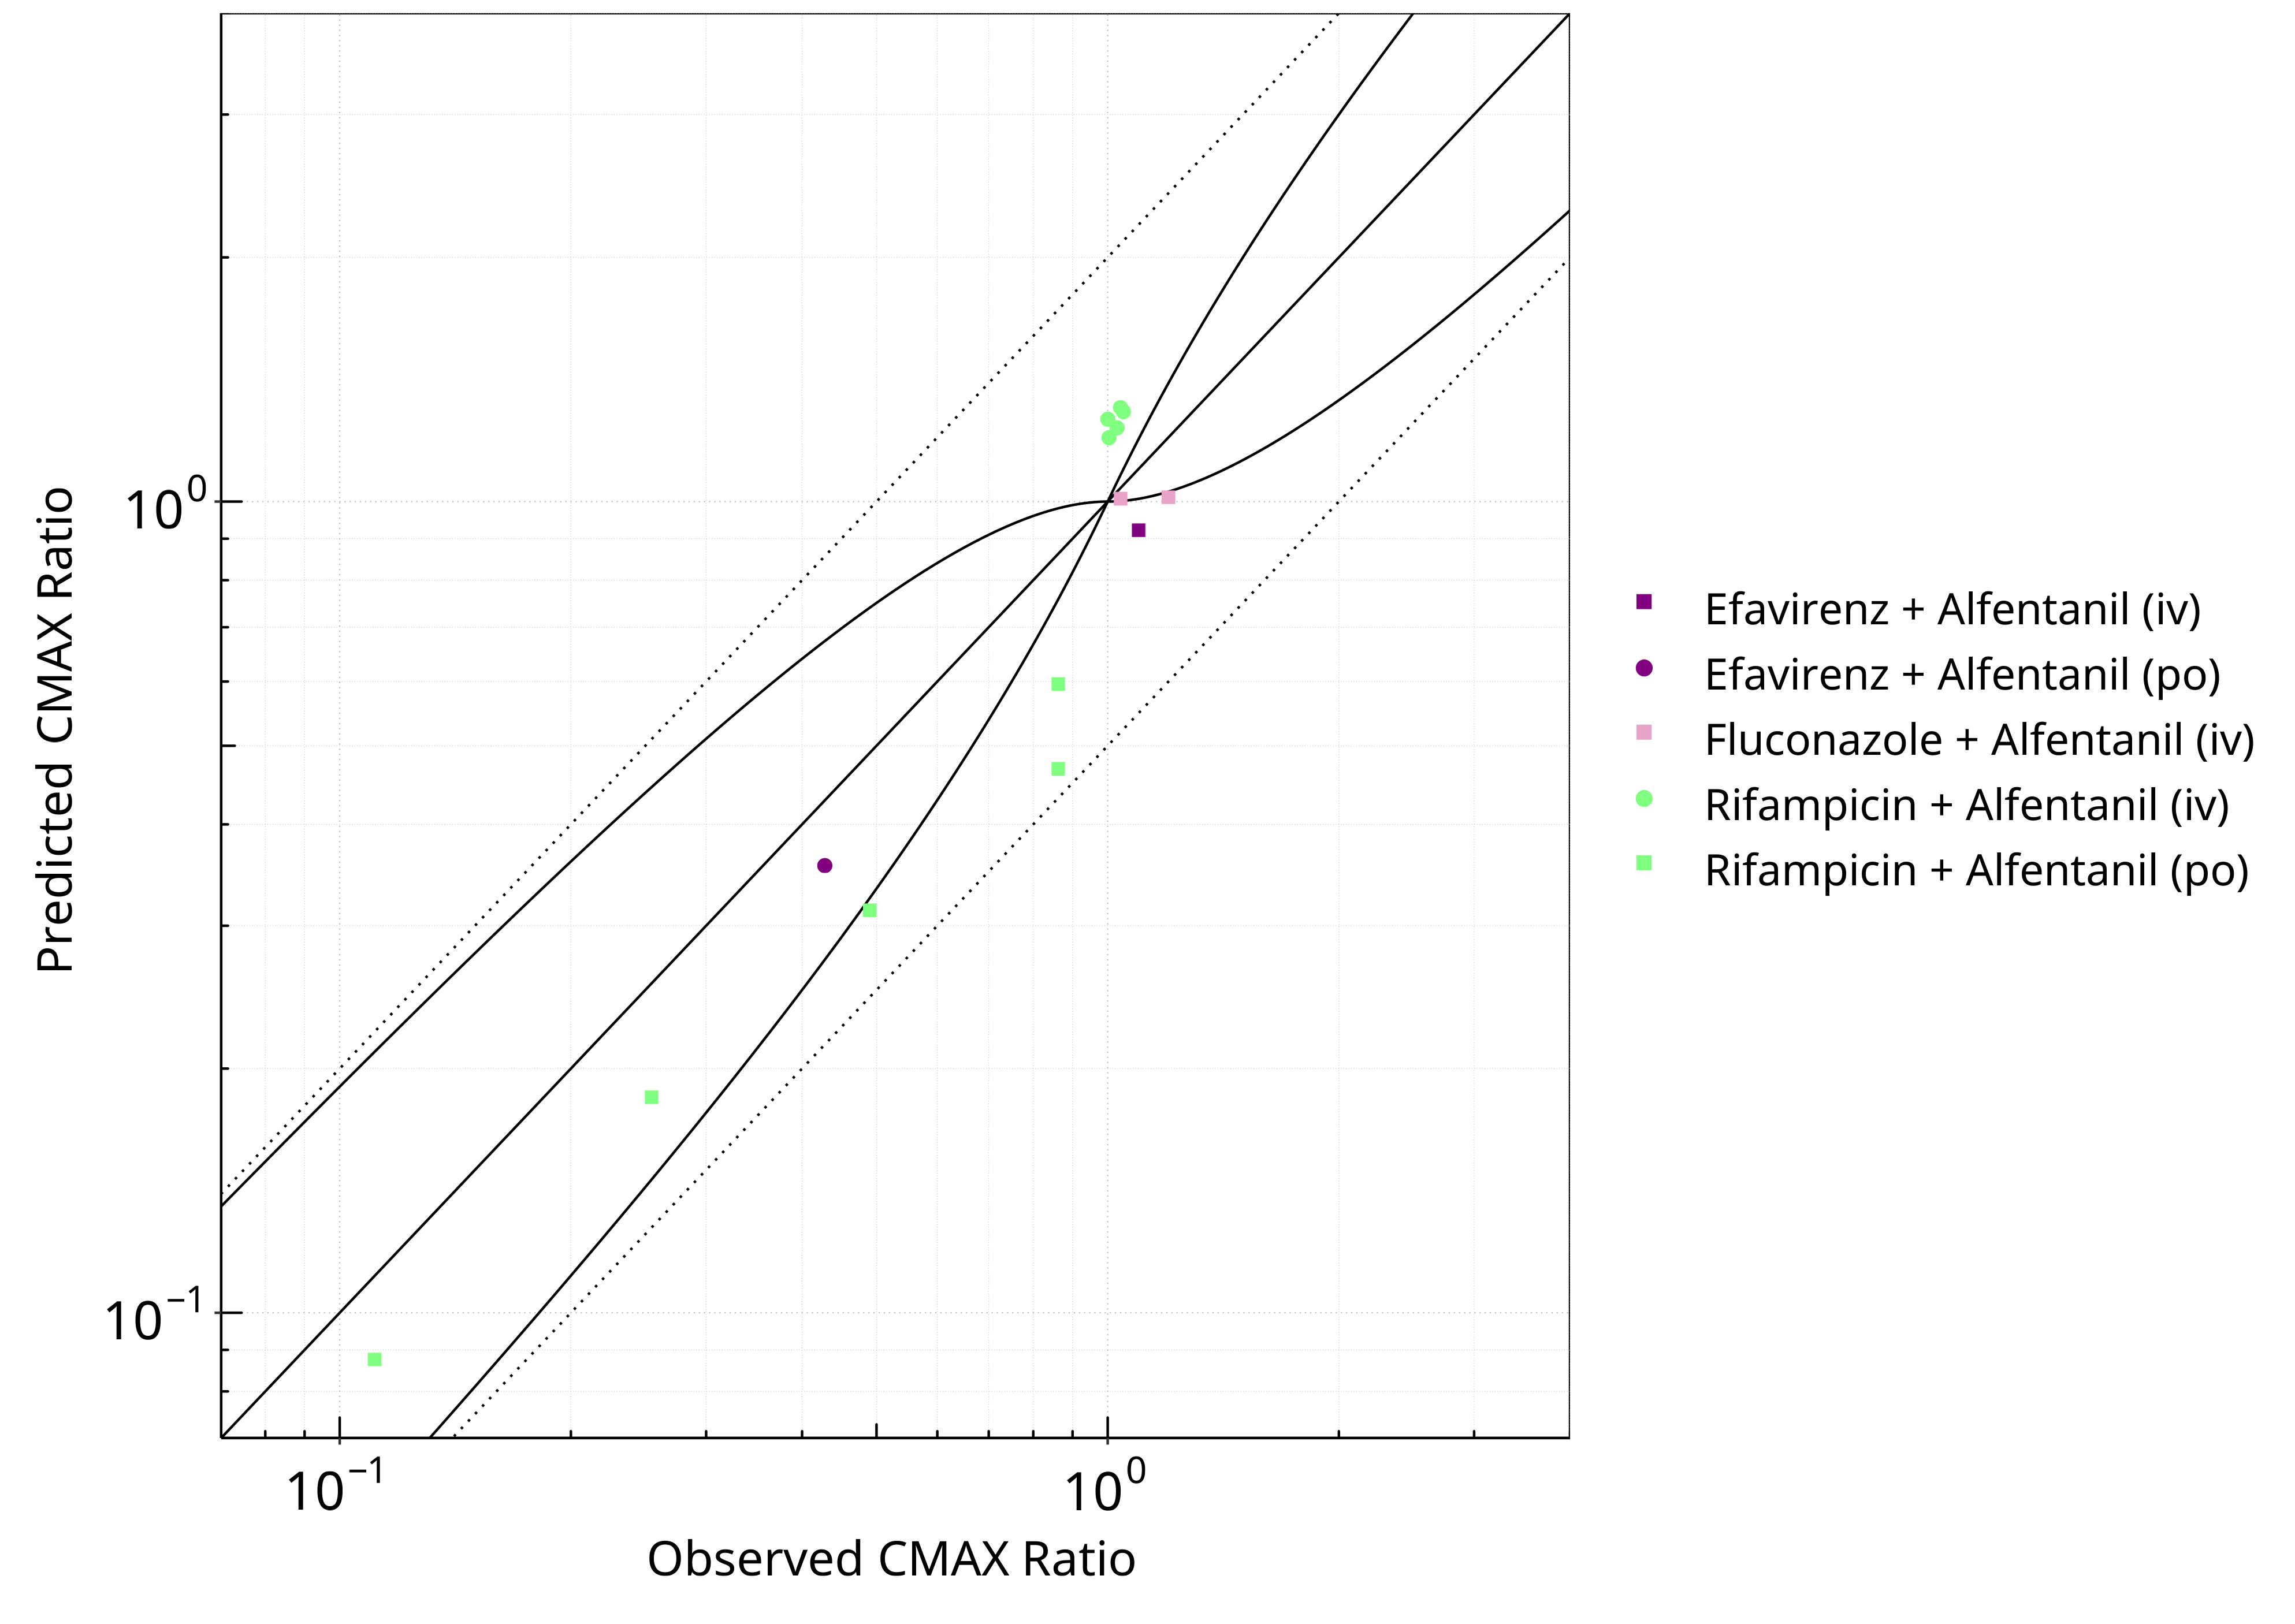 Predicted CMAX Ratio
10⁰
10⁻¹
10⁻¹
10⁰
Observed CMAX Ratio
Efavirenz + Alfentanil (iv)
Efavirenz + Alfentanil (po)
Fluconazole + Alfentanil (iv)
Rifampicin + Alfentanil (iv)
Rifampicin + Alfentanil (po)